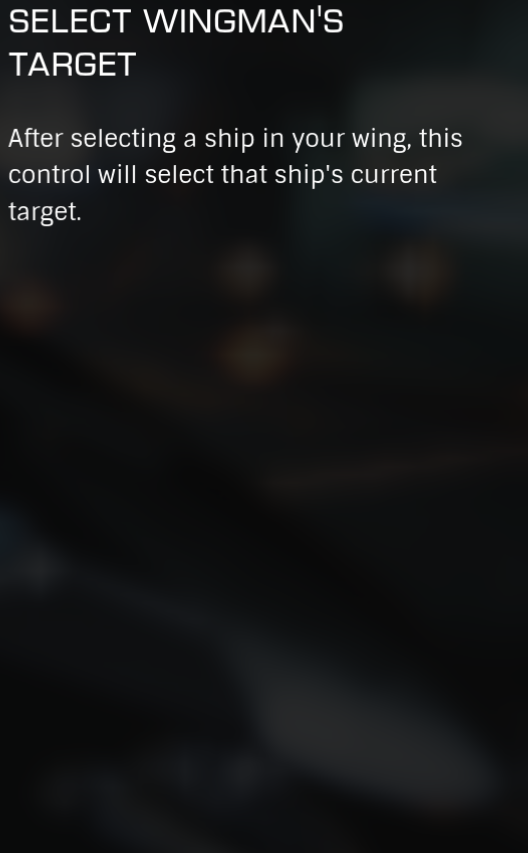 SELECT WINGMAN'S
TARGET
After selecting a ship in your wing, this
control will select that ship's current
target.